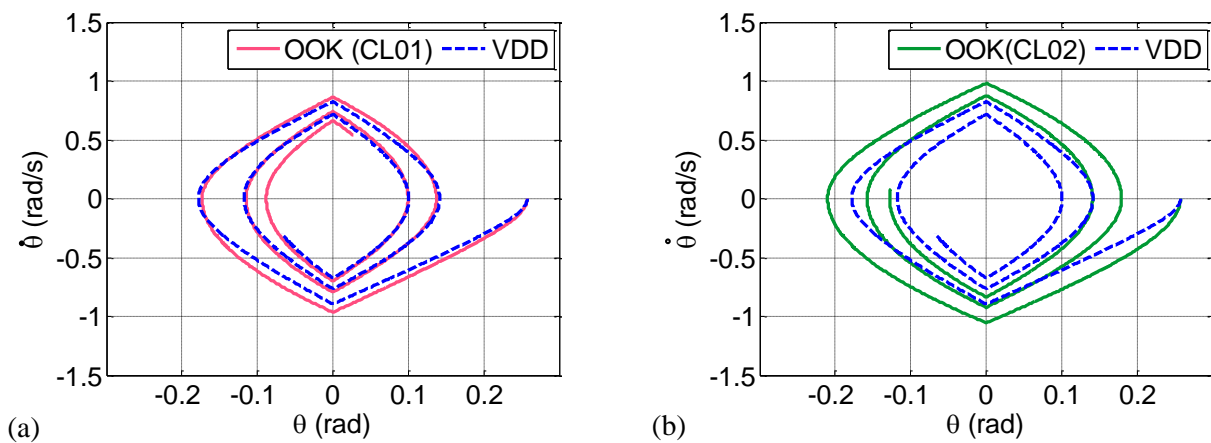 1.5
1
0.5
0
-0.5
-1
-1.5
-0.2 -0.1 0 0.1 0.2
θ (rad)
θ̇ (rad/s)
OOK (CL01) VDD
(a)
1.5
1
0.5
0
-0.5
-1
-1.5
-0.2 -0.1 0 0.1 0.2
θ (rad)
θ̊ (rad/s)
OOK(CL02) VDD
(b)